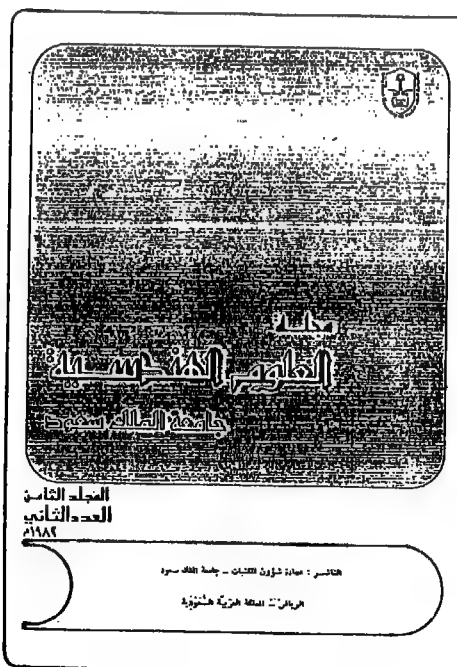 مجلة
العلوم الهندسية
جامعة الملك سعود
المجلد الثامن
العدد الثاني
١٩٨٢م
الناشر : عمادة شؤون المكتبات - جامعة الملك سعود
الرياض - المملكة العربية السعودية